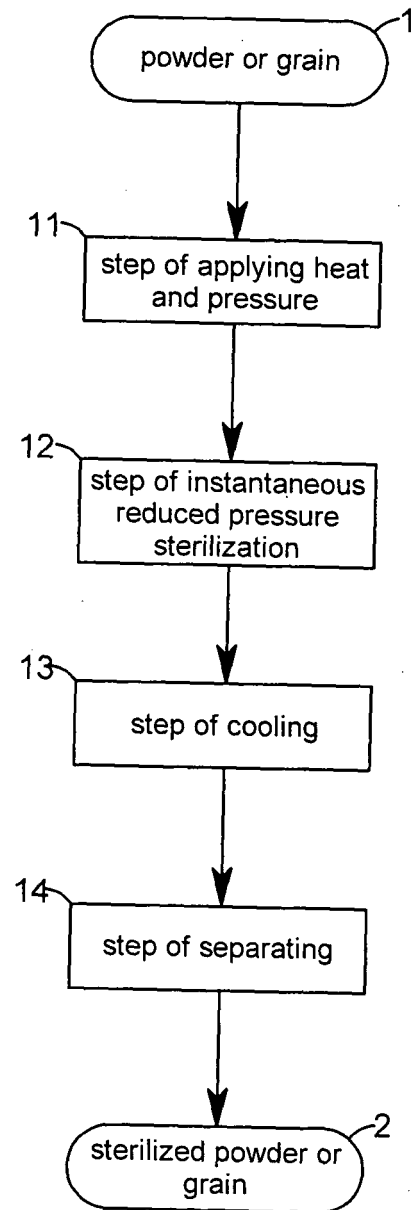 1
powder or grain
11
step of applying heat
and pressure
12
step of instantaneous
reduced pressure
sterilization
13
step of cooling
14
step of separating
2
sterilized powder or
grain